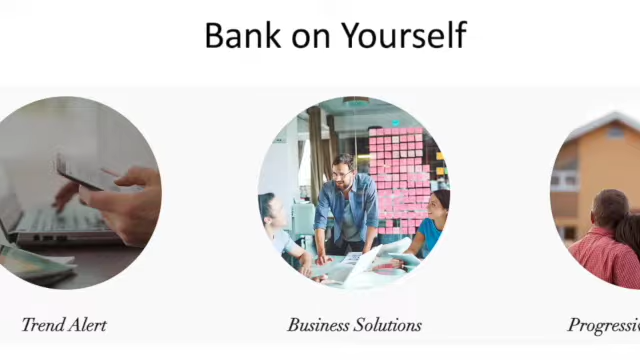 Bank on Yourself
Trend Alert
Business Solutions